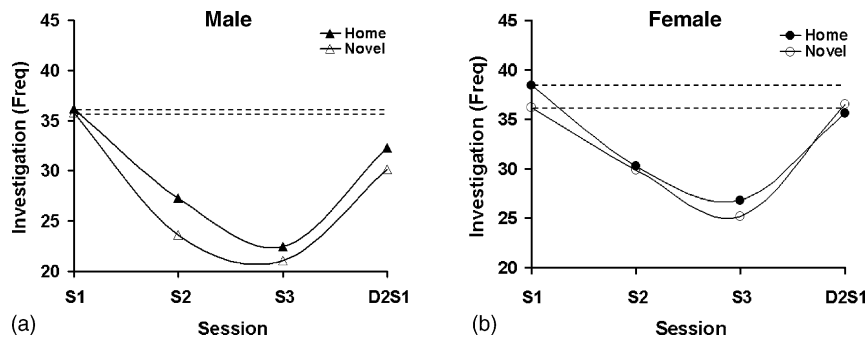 Male
Home
Novel
Investigation (Freq)
45
40
35
30
25
20
S1
S2
S3
D2S1
Session
(a)
Female
Home
Novel
Investigation (Freq)
45
40
35
30
25
20
S1
S2
S3
D2S1
Session
(b)